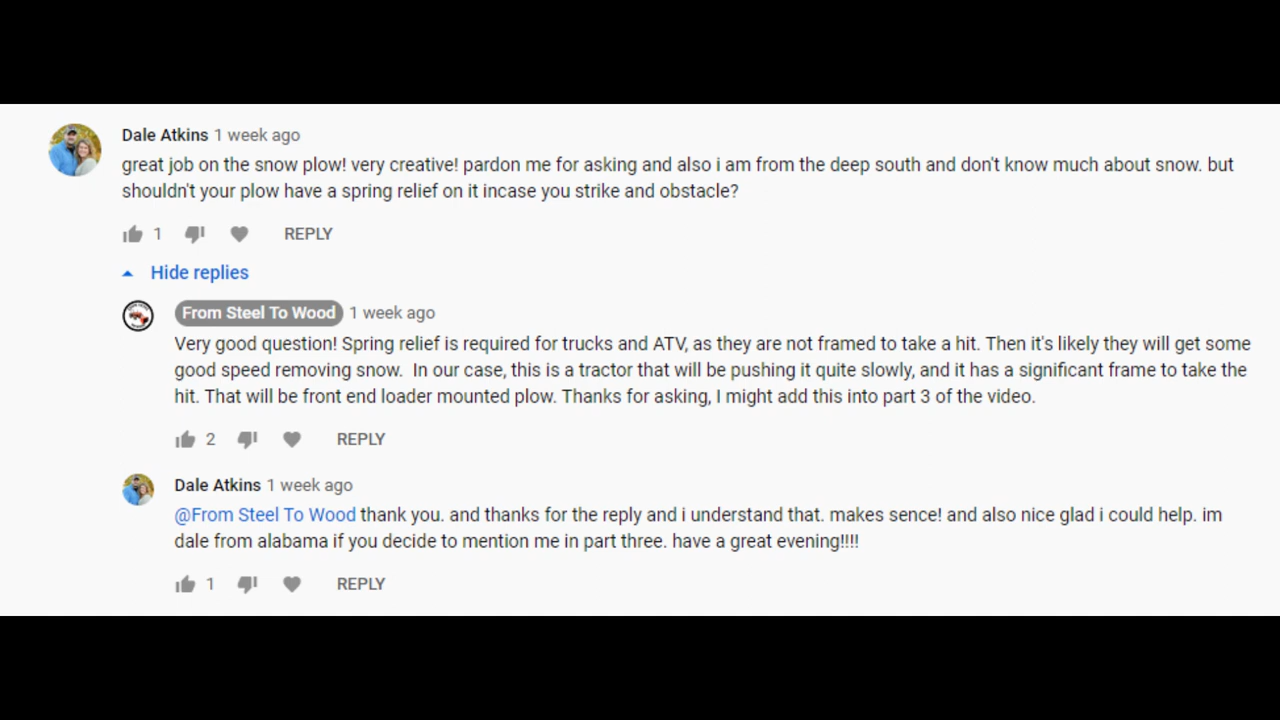 Dale Atkins 1 week ago
great job on the snow plow! very creative! pardon me for asking and also i am from the deep south and don't know much about snow. but
shouldn't your plow have a spring relief on it incase you strike and obstacle?
1 REPLY
Hide replies
From Steel To Wood 1 week ago
Very good question! Spring relief is required for trucks and ATV, as they are not framed to take a hit. Then it's likely they will get some
good speed removing snow. In our case, this is a tractor that will be pushing it quite slowly, and it has a significant frame to take the
hit. That will be front end loader mounted plow. Thanks for asking, I might add this into part 3 of the video.
2 REPLY
Dale Atkins 1 week ago
@From Steel To Wood thank you. and thanks for the reply and i understand that. makes sence! and also nice glad i could help. im
dale from alabama if you decide to mention me in part three. have a great evening!!!!
1 REPLY